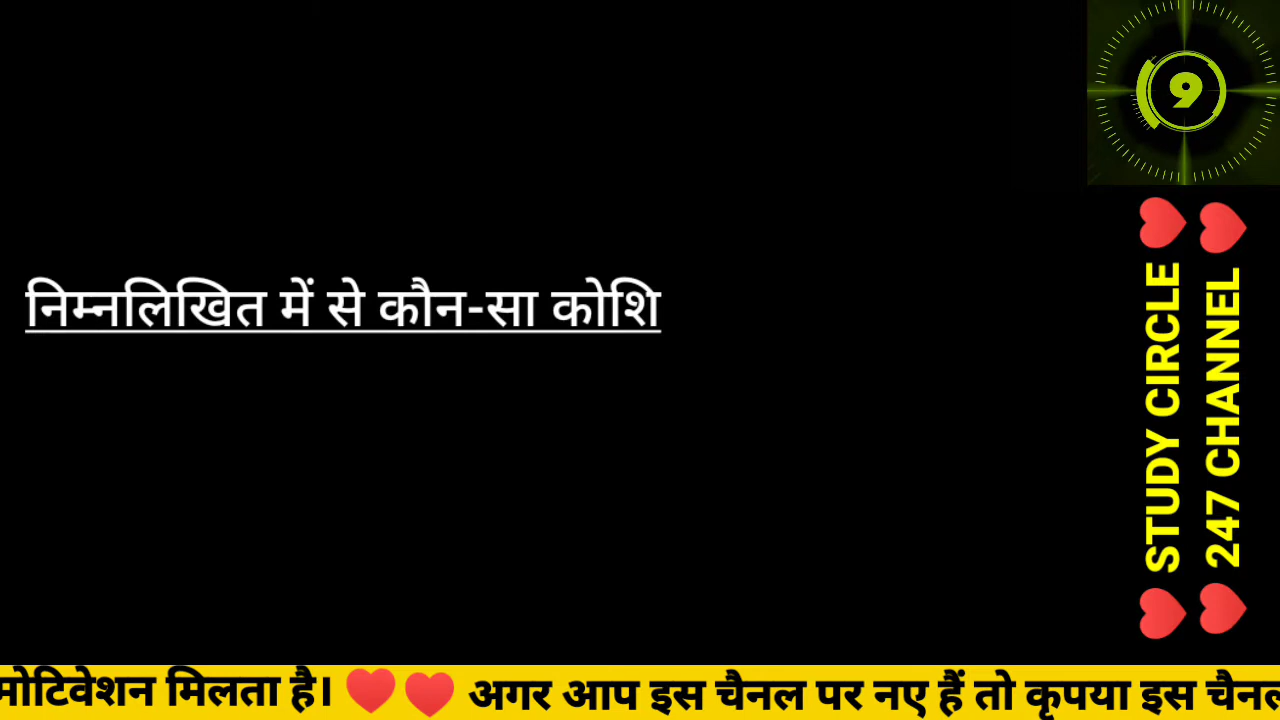 9
निम्नलिखित में से कौन-सा कोशि
♥ STUDY CIRCLE ♥
♥ 247 CHANNEL ♥
मोटिवेशन मिलता है। ♥♥ अगर आप इस चैनल पर नए हैं तो कृपया इस चैनल